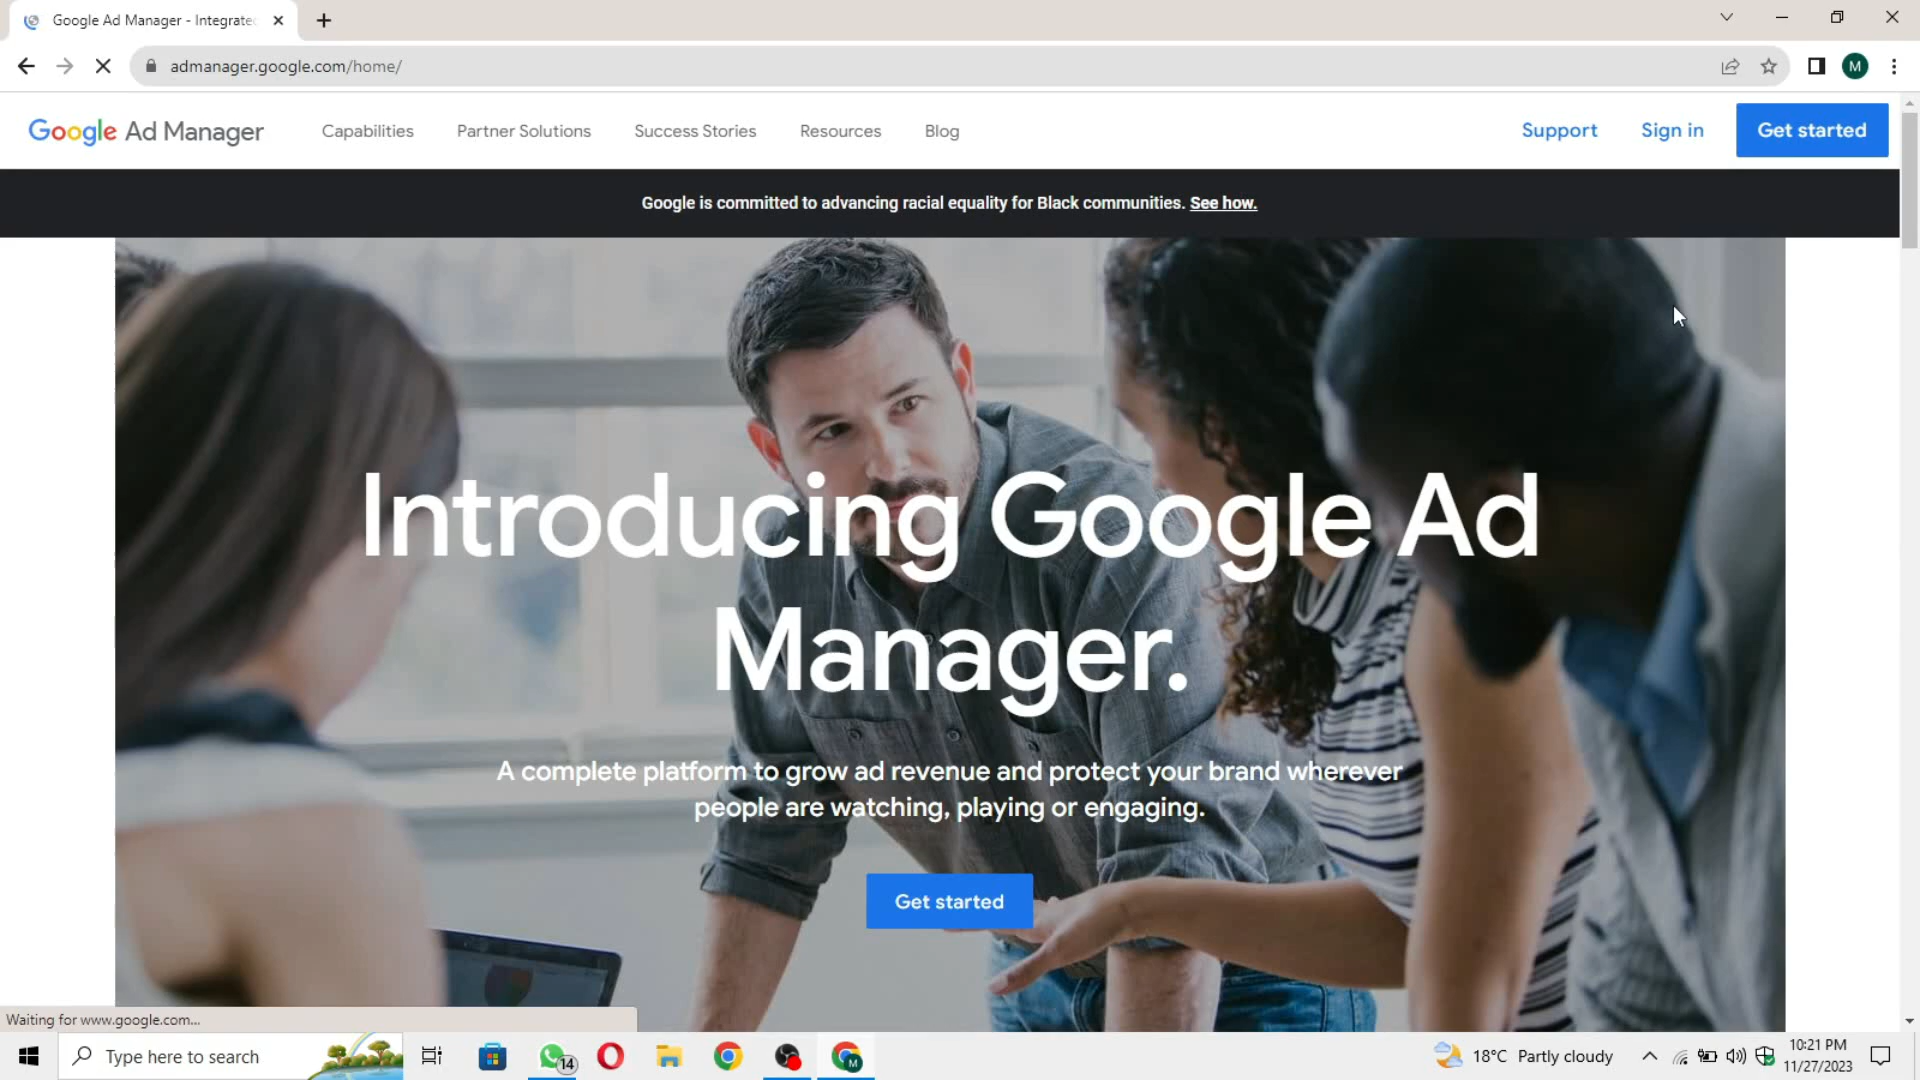 Google Ad Manager - Integrate
admanager.google.com/home/
M
Google Ad Manager
Capabilities
Partner Solutions
Success Stories
Resources
Blog
Support
Sign in
Get started
Google is committed to advancing racial equality for Black communities. See how.
Introducing Google Ad
Manager.
A complete platform to grow ad revenue and protect your brand wherever
people are watching, playing or engaging.
Get started
Waiting for www.google.com...
Type here to search
14
M
18°C Partly cloudy
10:21 PM
11/27/2023